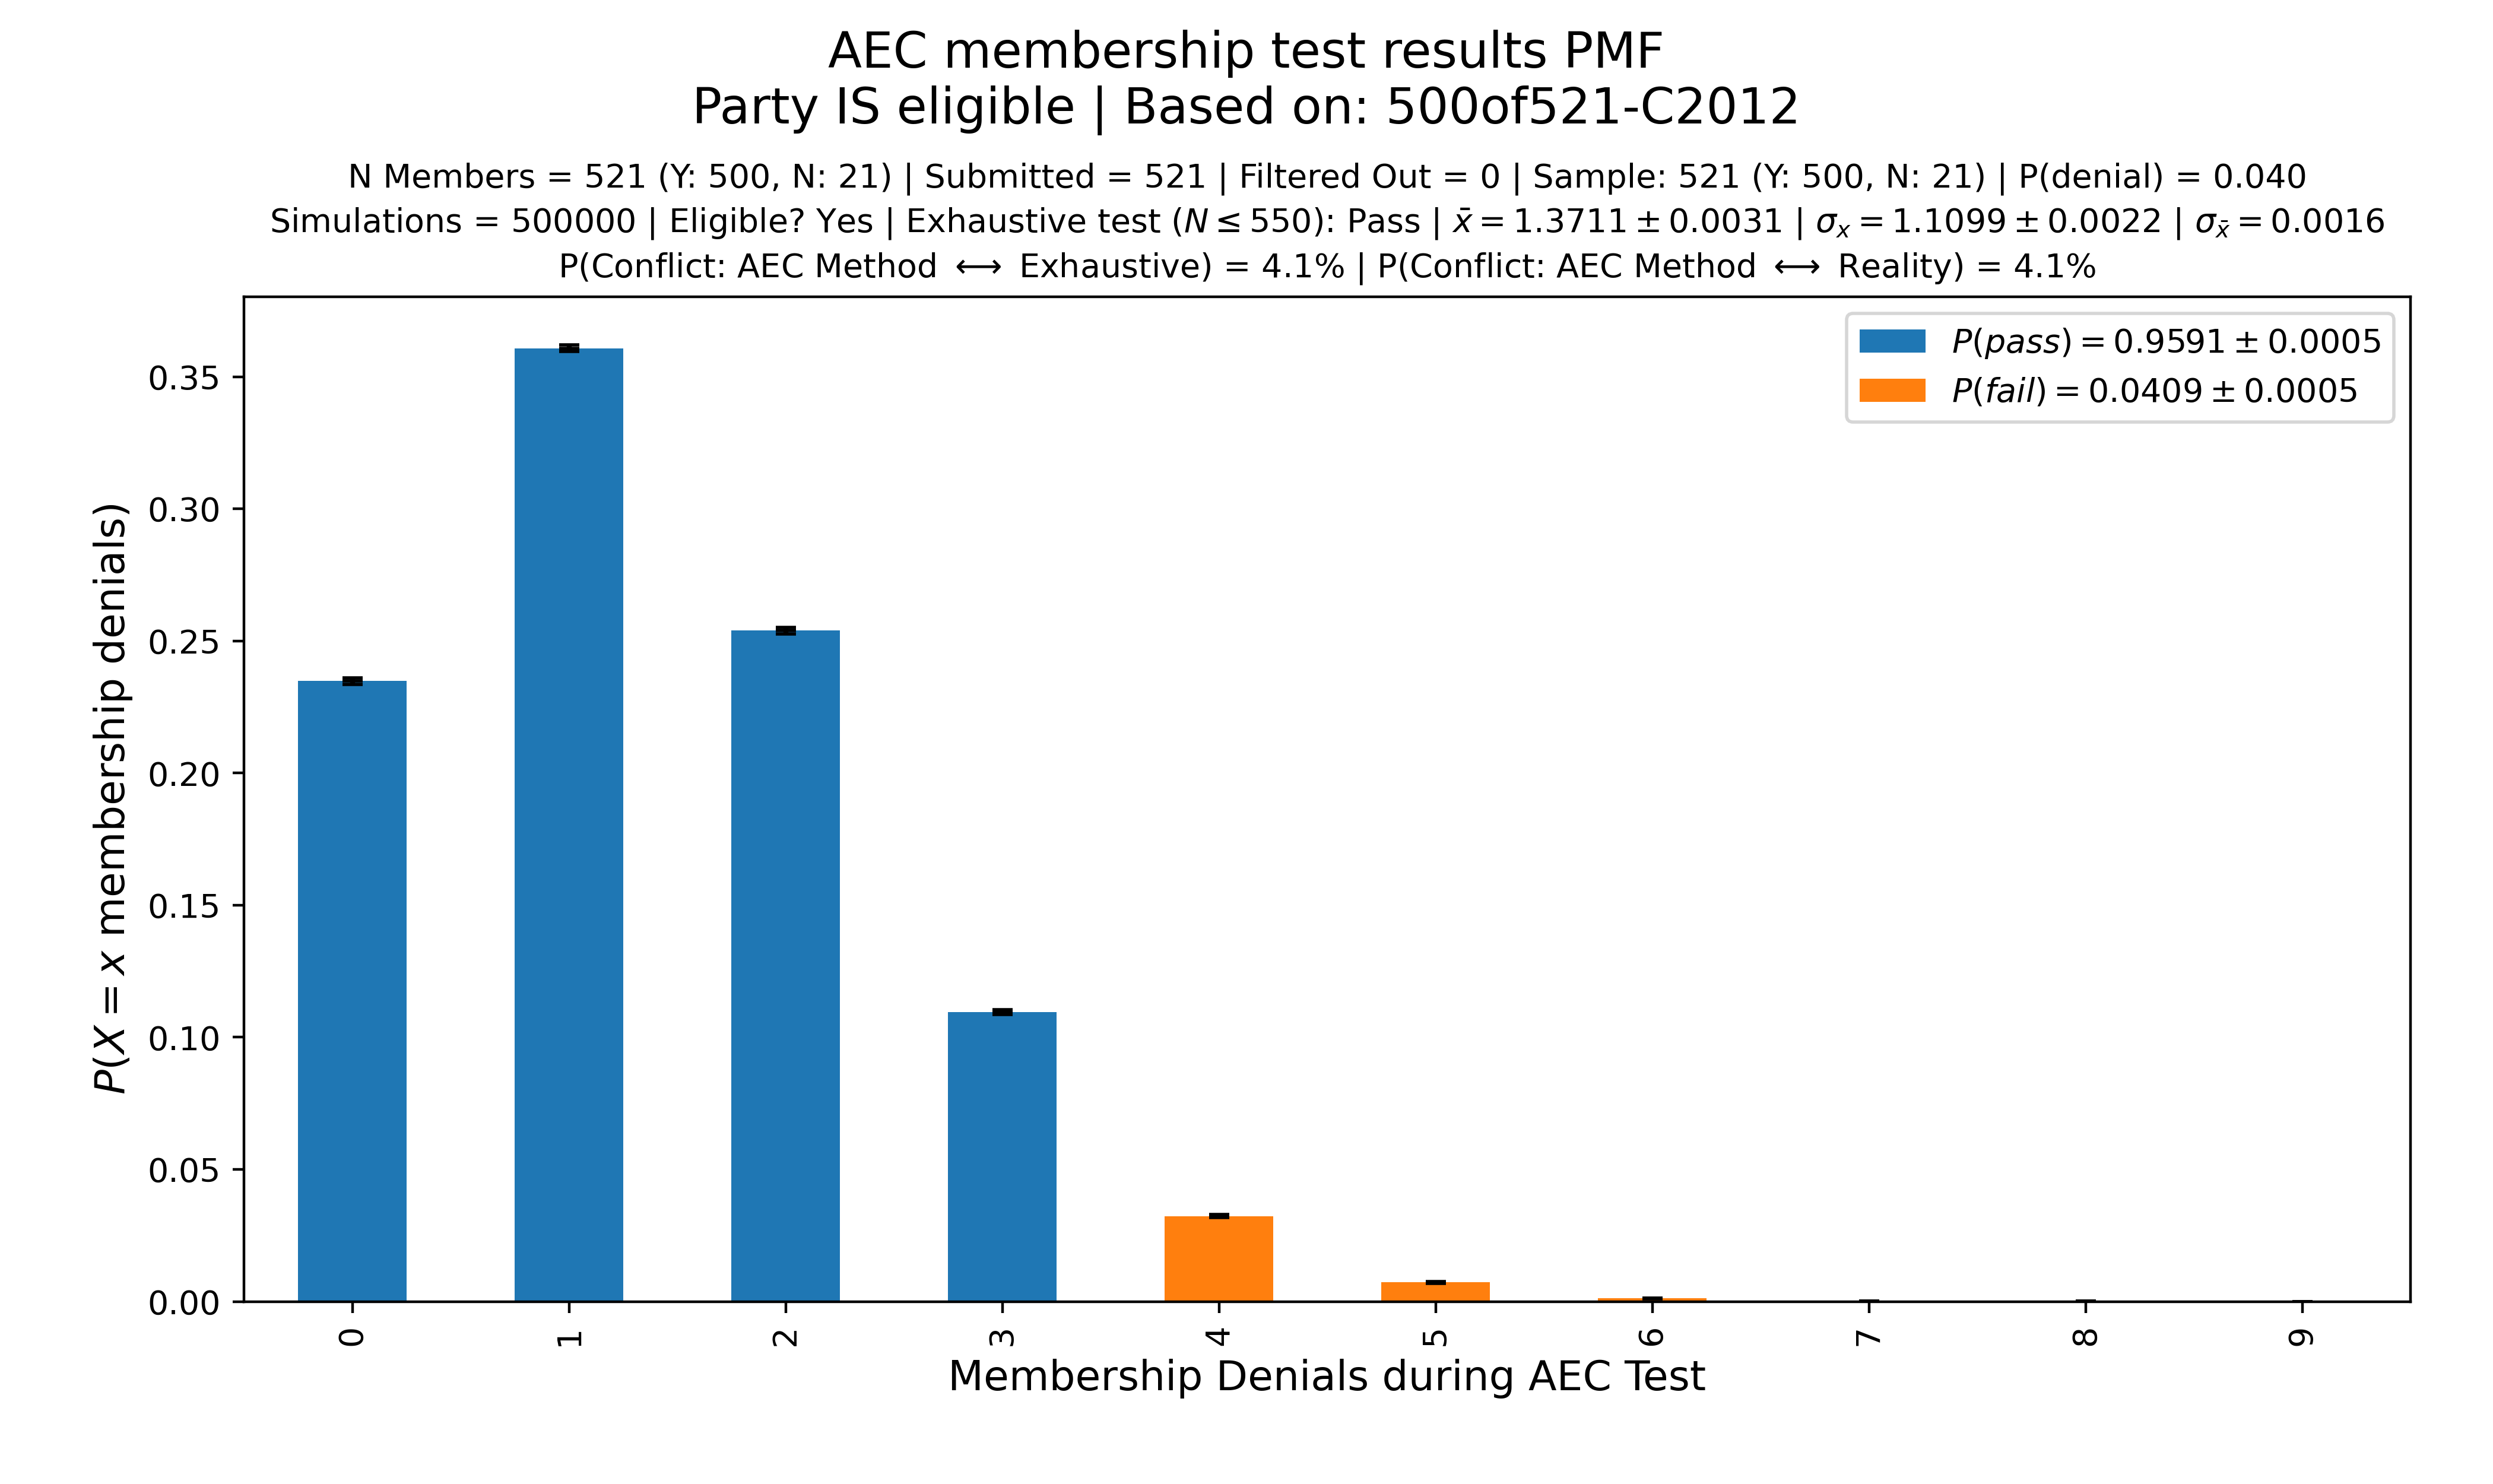 AEC membership test results PMF
Party IS eligible | Based on: 500of521-C2012
N Members = 521 (Y: 500, N: 21) | Submitted = 521 | Filtered Out = 0 | Sample: 521 (Y: 500, N: 21) | P(denial) = 0.040
Simulations = 500000 | Eligible? Yes | Exhaustive test (N ≤ 550): Pass | x̄ = 1.3711 ± 0.0031 | σₓ = 1.1099 ± 0.0022 | σ_x̄ = 0.0016
P(Conflict: AEC Method ⟷ Exhaustive) = 4.1% | P(Conflict: AEC Method ⟷ Reality) = 4.1%
P(pass) = 0.9591 ± 0.0005
P(fail) = 0.0409 ± 0.0005
P(X = x membership denials)
0.35
0.30
0.25
0.20
0.15
0.10
0.05
0.00
0 1 2 3 4 5 6 7 8 9
Membership Denials during AEC Test